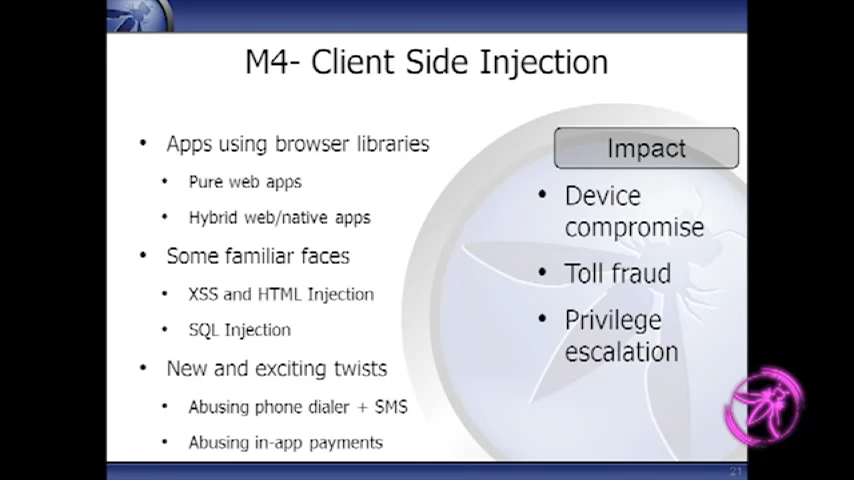 M4- Client Side Injection
• Apps using browser libraries
• Pure web apps
• Hybrid web/native apps
• Some familiar faces
• XSS and HTML Injection
• SQL Injection
• New and exciting twists
• Abusing phone dialer + SMS
• Abusing in-app payments
Impact
• Device
compromise
• Toll fraud
• Privilege
escalation
21